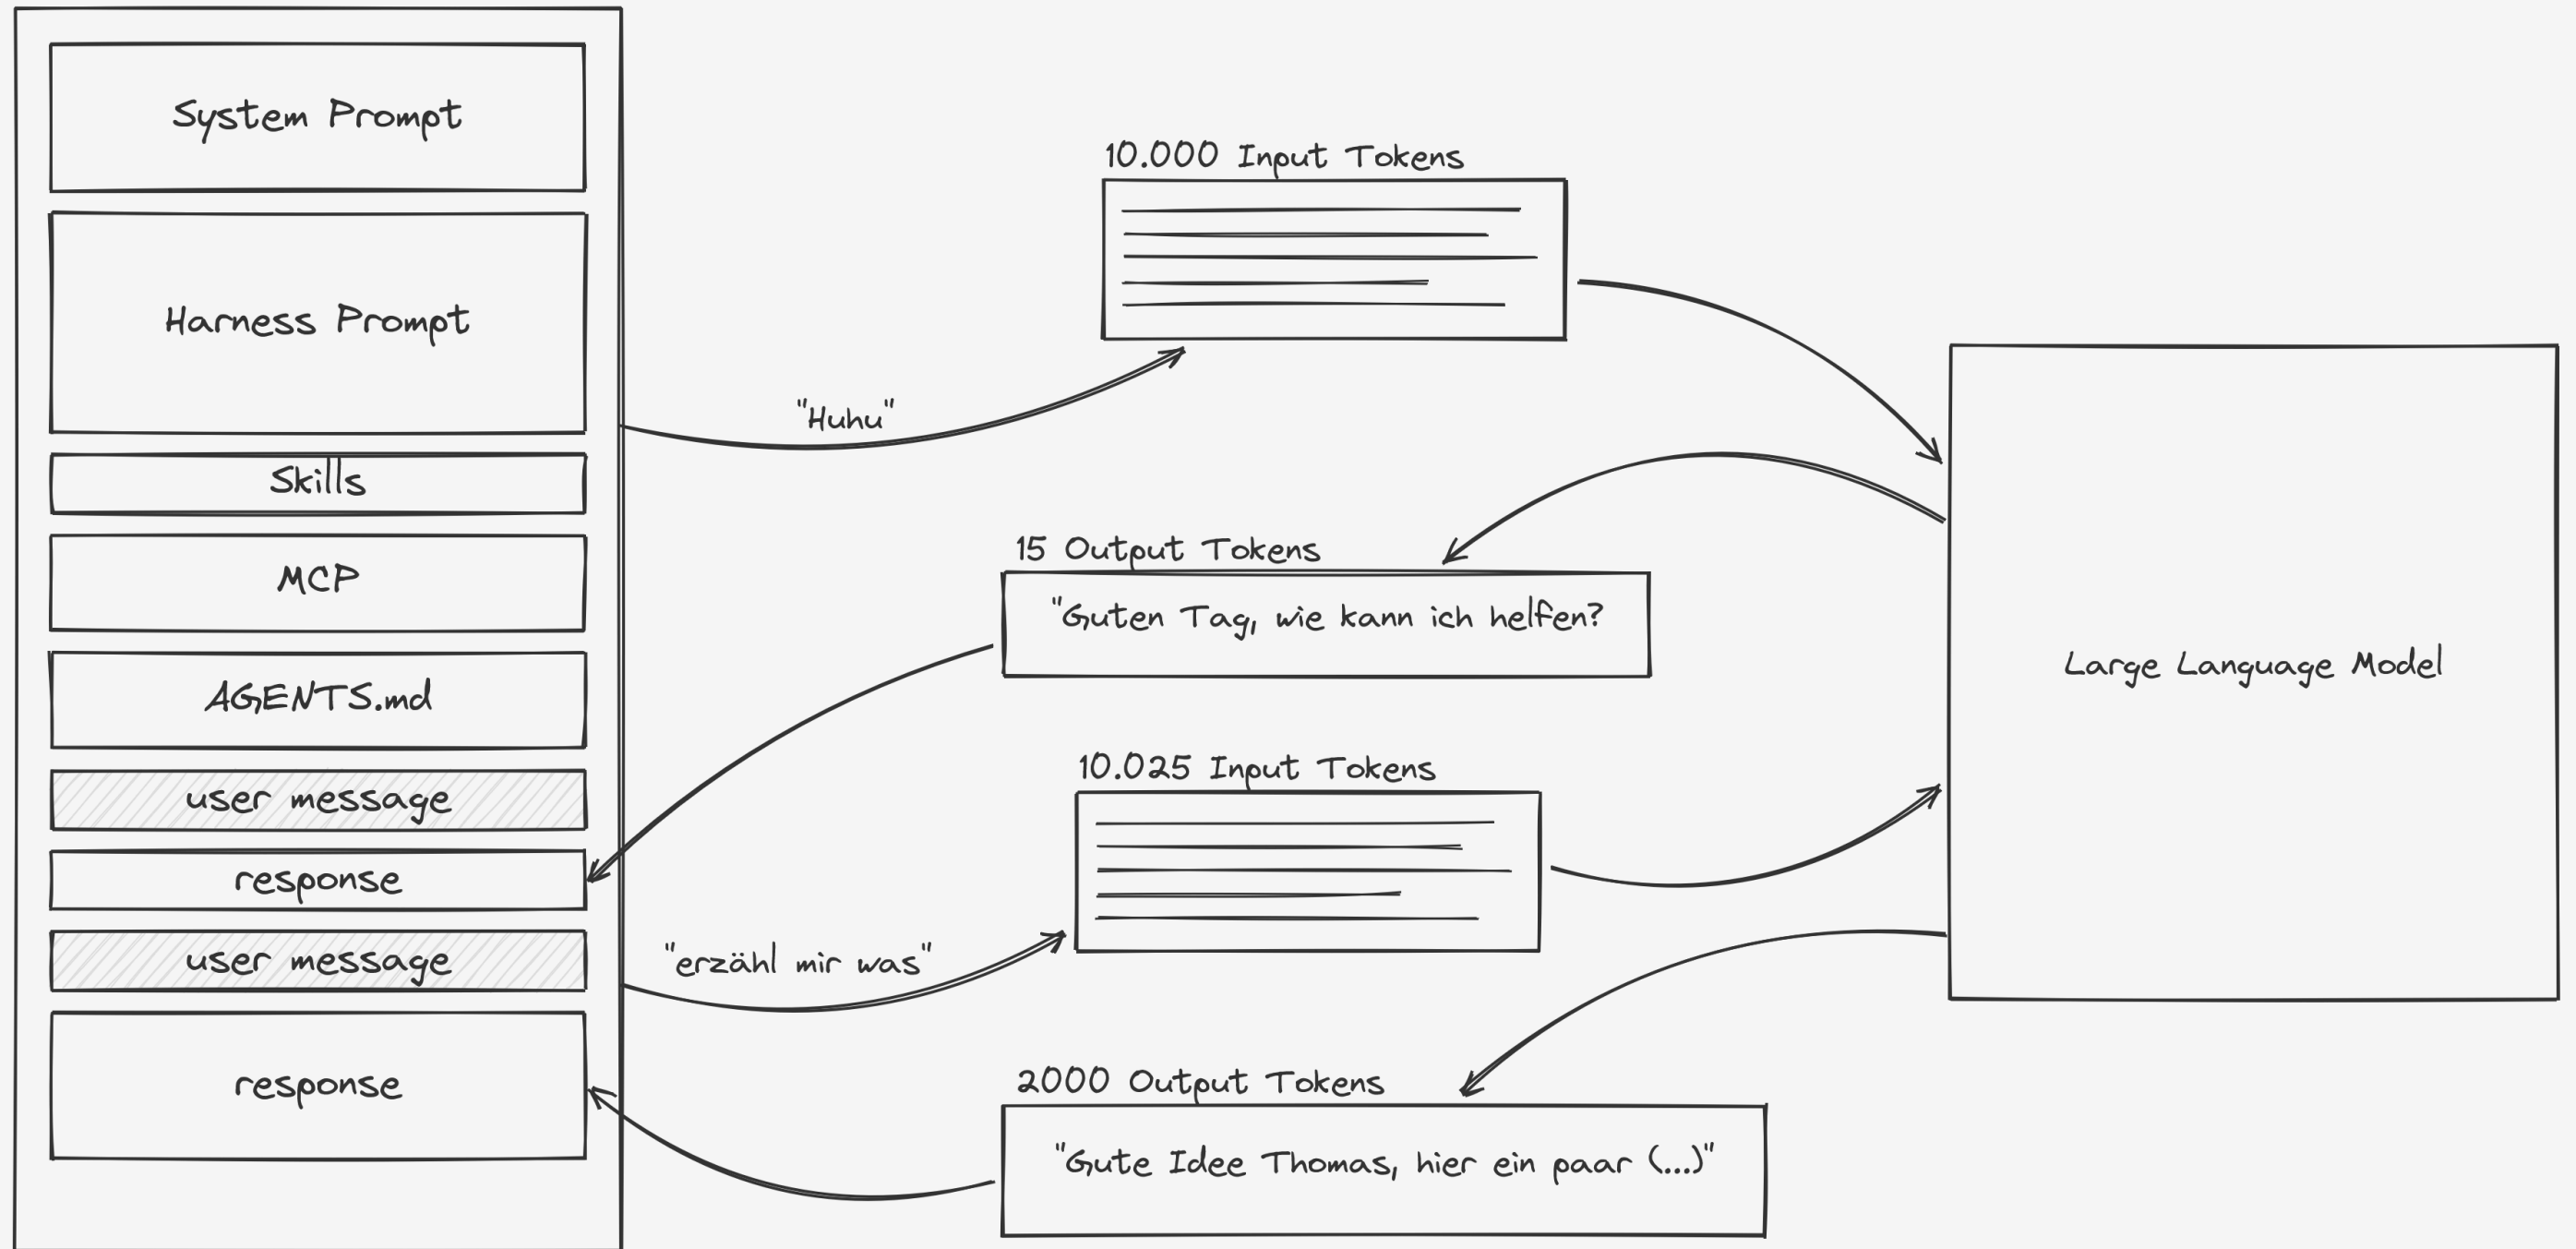 System Prompt
Harness Prompt
Skills
MCP
AGENTS.md
user message
response
user message
response
"Huhu"
10.000 Input Tokens
15 Output Tokens
"Guten Tag, wie kann ich helfen?
"erzähl mir was"
10.025 Input Tokens
2000 Output Tokens
"Gute Idee Thomas, hier ein paar (...)"
Large Language Model